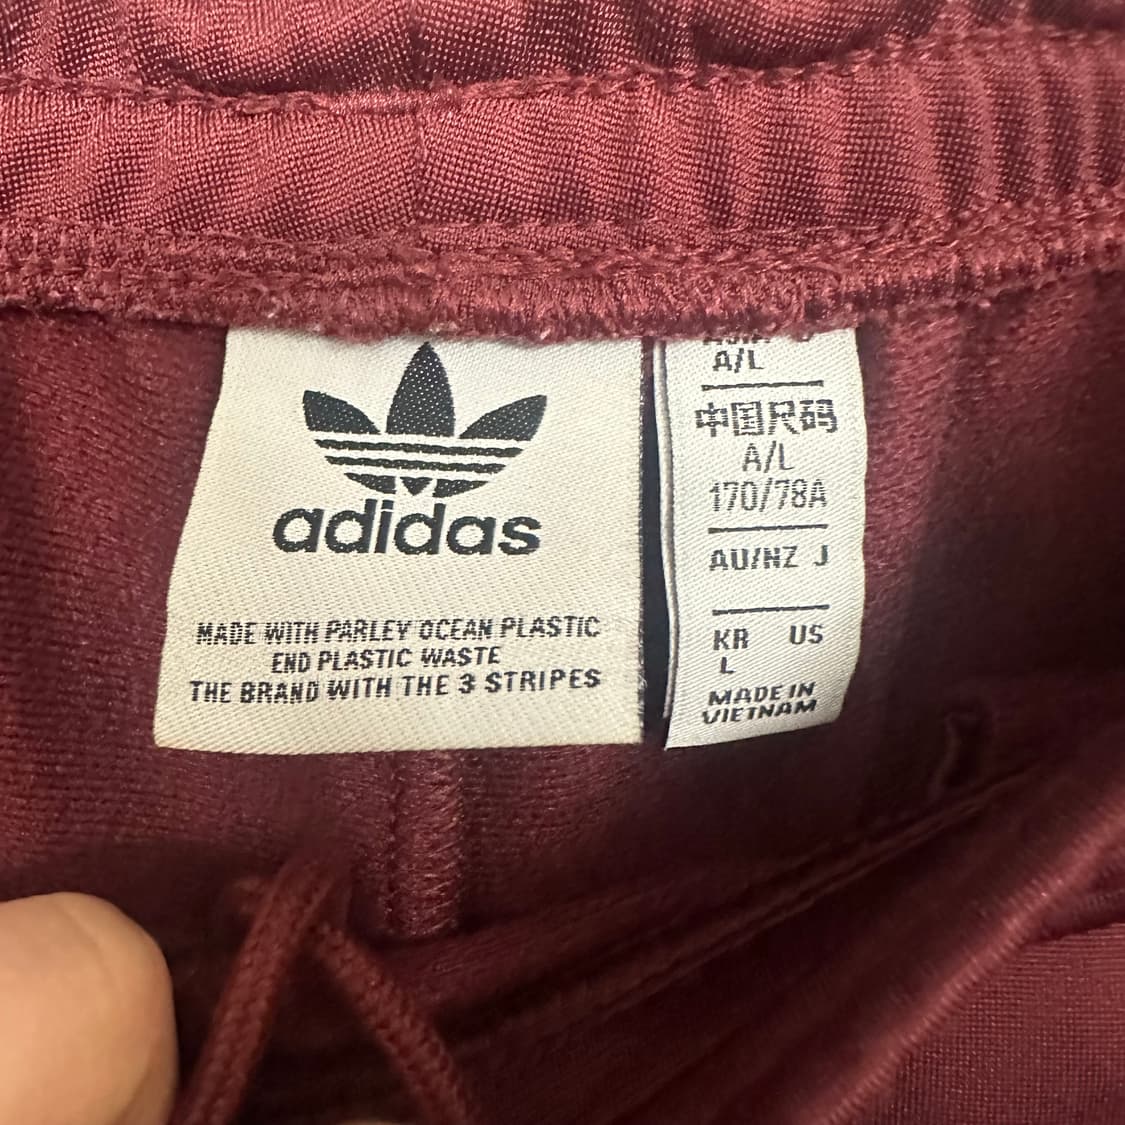 adidas
MADE WITH PARLEY OCEAN PLASTIC
END PLASTIC WASTE
THE BRAND WITH THE 3 STRIPES
A/L
中国尺码
A/L
170/78A
AU/NZ J
KR US
L
MADE IN
VIETNAM